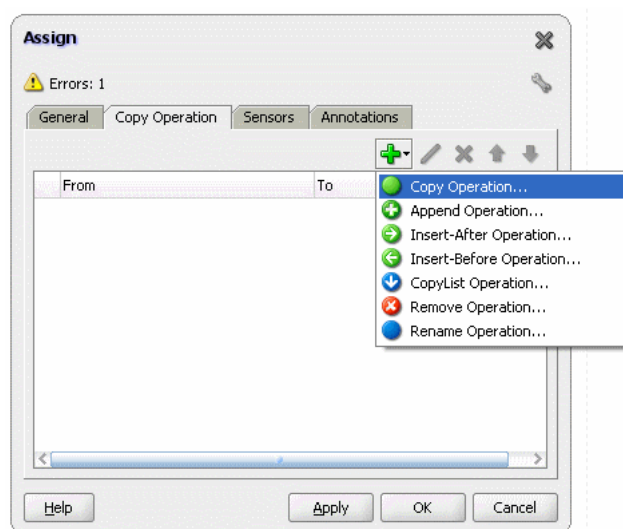 Assign
Errors: 1
General Copy Operation Sensors Annotations
From To
Copy Operation...
Append Operation...
Insert-After Operation...
Insert-Before Operation...
CopyList Operation...
Remove Operation...
Rename Operation...
Help Apply OK Cancel